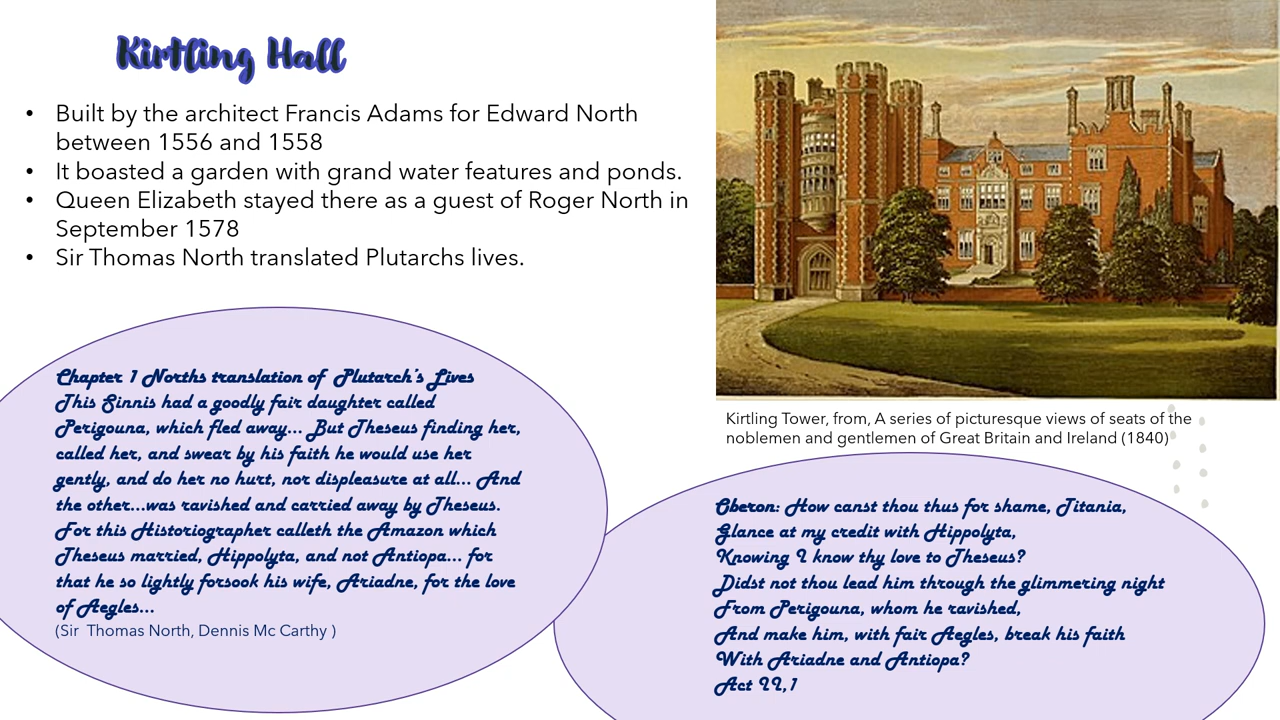 Kirtling Hall
• Built by the architect Francis Adams for Edward North
between 1556 and 1558
• It boasted a garden with grand water features and ponds.
• Queen Elizabeth stayed there as a guest of Roger North in
September 1578
• Sir Thomas North translated Plutarchs lives.
Kirtling Tower, from, A series of picturesque views of seats of the
noblemen and gentlemen of Great Britain and Ireland (1840)
Chapter 1 Norths translation of Plutarch's Lives
This Sinnis had a goodly fair daughter called
Perigouna, which fled away... But Theseus finding her,
called her, and swear by his faith he would use her
gently, and do her no hurt, nor displeasure at all... And
the other...was ravished and carried away by Theseus.
For this Historiographer calleth the Amazon which
Theseus married, Hippolyta, and not Antiopa... for
that he so lightly forsook his wife, Ariadne, for the love
of Aegles...
(Sir Thomas North, Dennis Mc Carthy )
Oberon: How canst thou thus for shame, Titania,
Glance at my credit with Hippolyta,
Knowing I know thy love to Theseus?
Didst not thou lead him through the glimmering night
From Perigouna, whom he ravished,
And make him, with fair Aegles, break his faith
With Ariadne and Antiopa?
Act II,1